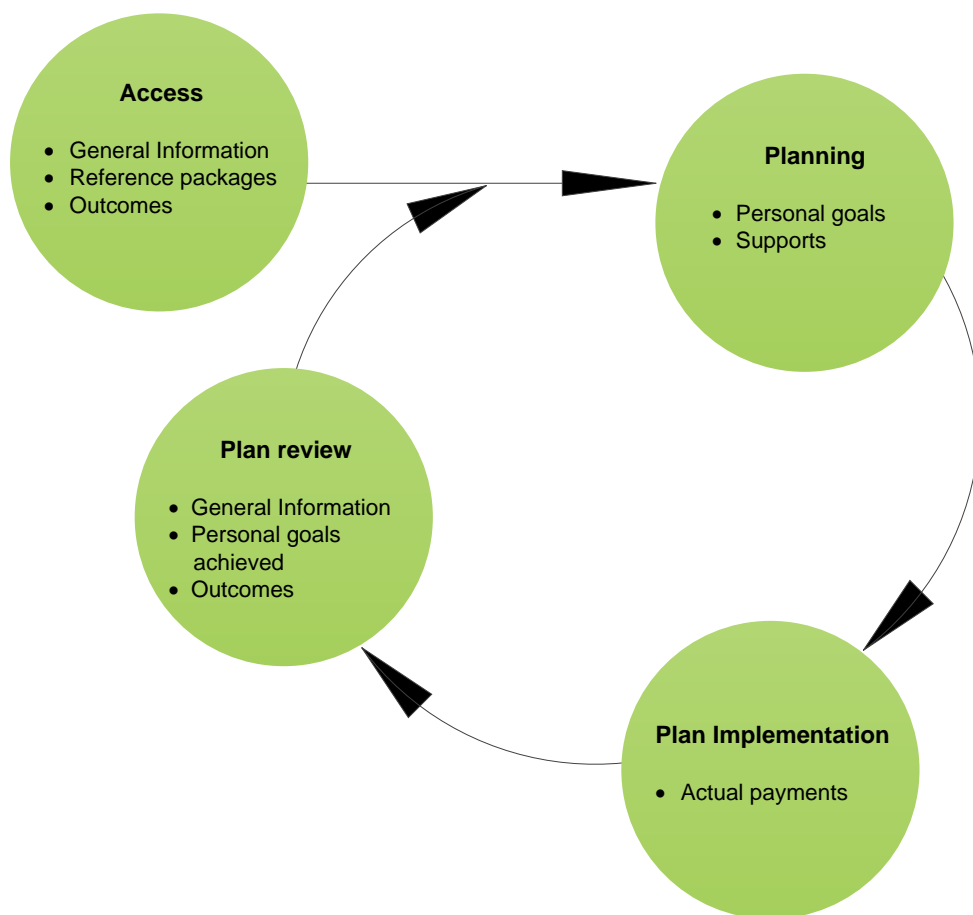 Access
• General Information
• Reference packages
• Outcomes
Planning
• Personal goals
• Supports
Plan review
• General Information
• Personal goals
achieved
• Outcomes
Plan Implementation
• Actual payments